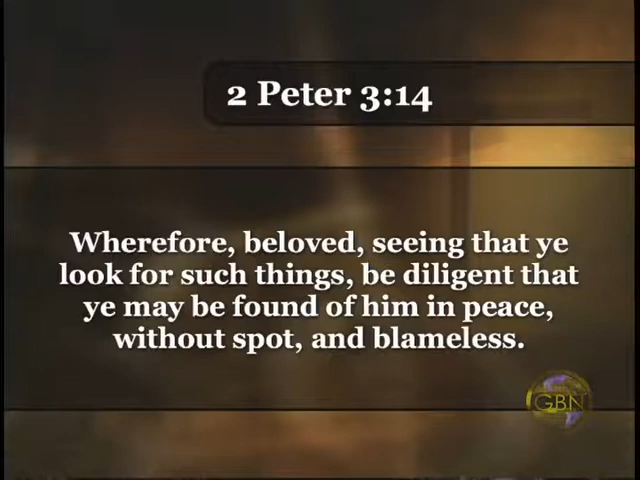 2 Peter 3:14
Wherefore, beloved, seeing that ye
look for such things, be diligent that
ye may be found of him in peace,
without spot, and blameless.
GBN